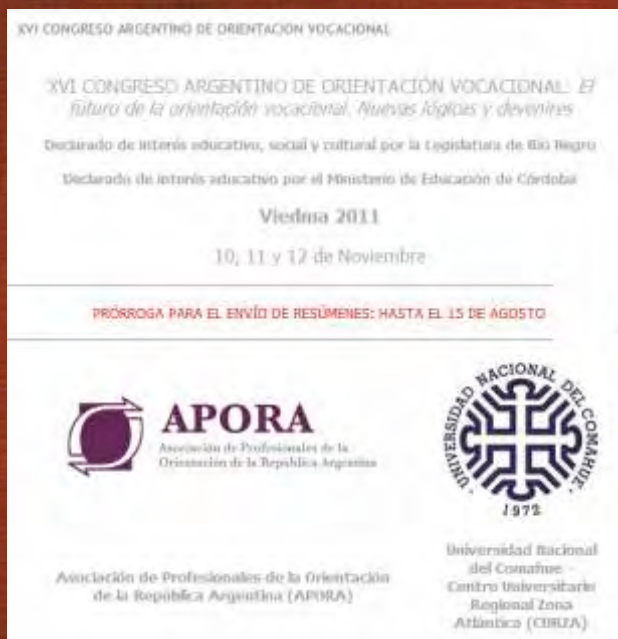 XVI CONGRESO ARGENTINO DE ORIENTACION VOCACIONAL
XVI CONGRESO ARGENTINO DE ORIENTACIÓN VOCACIONAL: El
futuro de la orientación vocacional. Nuevas lógicas y devenires
Declarado de interés educativo, social y cultural por la Legislatura de Río Negro
Declarado de interés educativo por el Ministerio de Educación de Córdoba
Viedma 2011
10, 11 y 12 de Noviembre
PRÓRROGA PARA EL ENVÍO DE RESÚMENES: HASTA EL 15 DE AGOSTO
APORA
Asociación de Profesionales de la
Orientación de la República Argentina
UNIVERSIDAD NACIONAL DEL COMAHUE
1972
Asociación de Profesionales de la Orientación
de la República Argentina (APORA)
Universidad Nacional
del Comahue -
Centro Universitario
Regional Zona
Atlántica (CURZA)